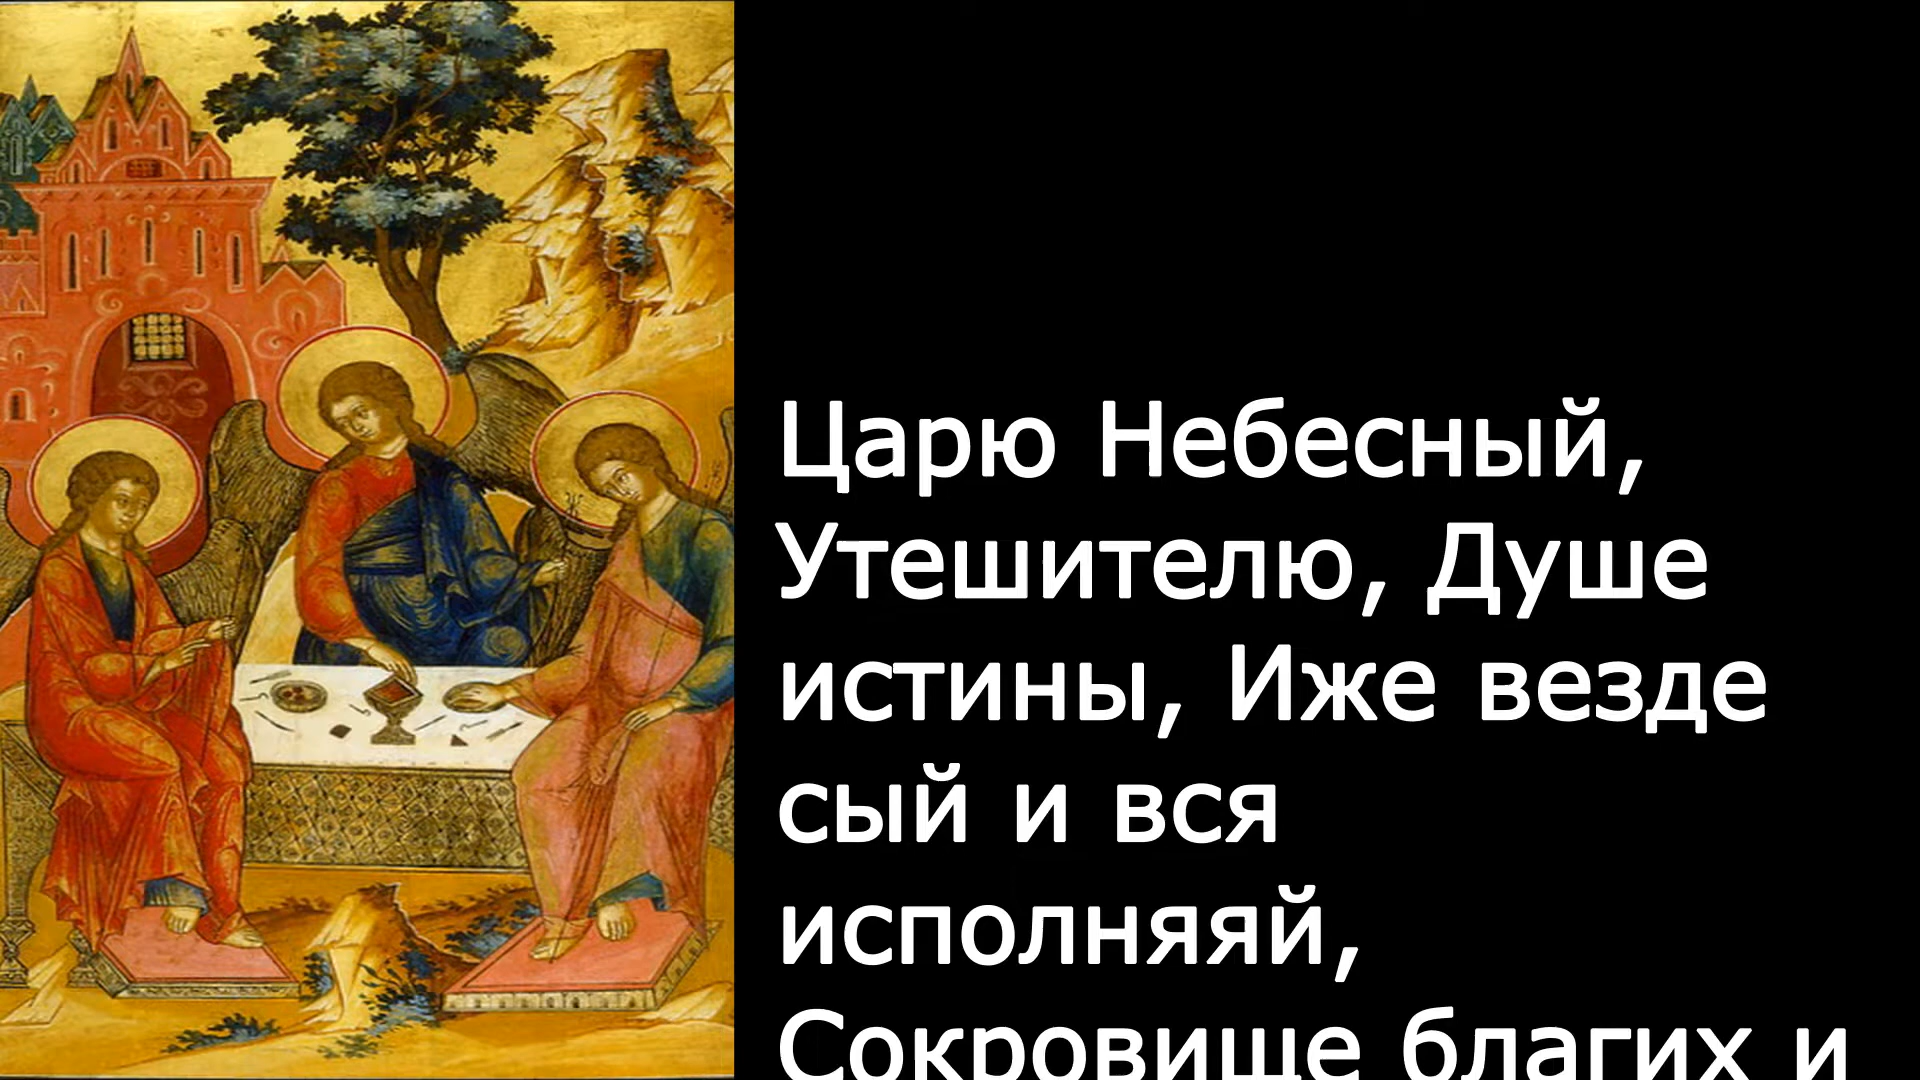 Царю Небесный,
Утешителю, Душе
истины, Иже везде
сый и вся
исполняяй,
Сокровище благих и